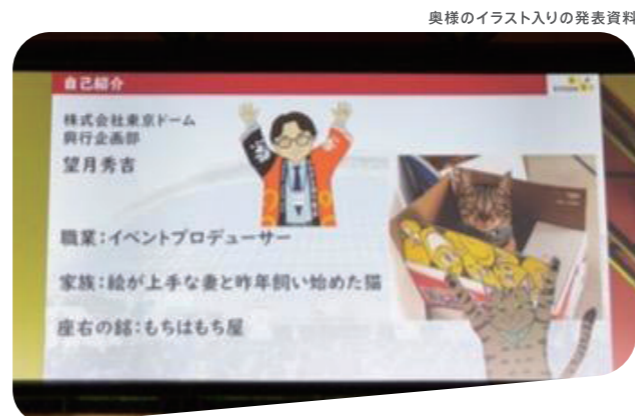 奥様のイラスト入りの発表資料
自己紹介
株式会社東京ドーム
興行企画部
望月秀吉
職業：イベントプロデューサー
家族：絵が上手な妻と昨年飼い始めた猫
座右の銘：もちはもち屋